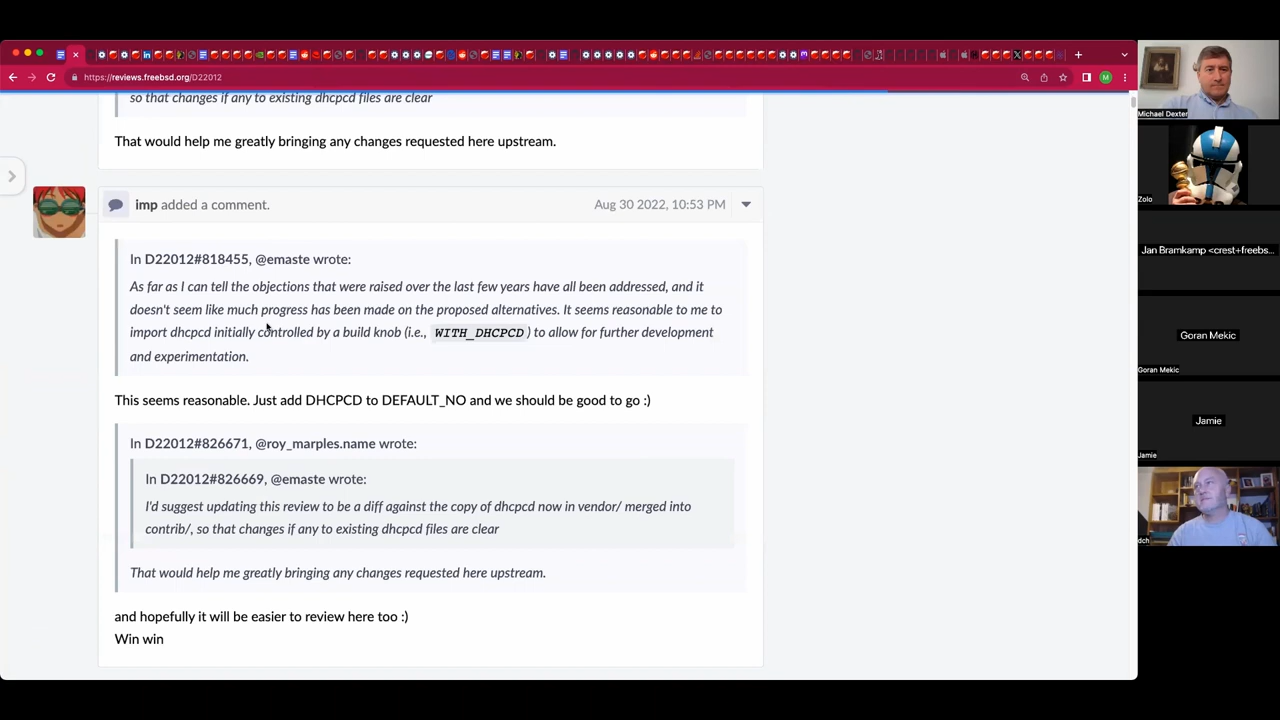 https://reviews.freebsd.org/D22012
M
so that changes if any to existing dhcpcd files are clear
That would help me greatly bringing any changes requested here upstream.
imp added a comment.
Aug 30 2022, 10:53 PM
In D22012#818455, @emaste wrote:
As far as I can tell the objections that were raised over the last few years have all been addressed, and it
doesn't seem like much progress has been made on the proposed alternatives. It seems reasonable to me to
import dhcpcd initially controlled by a build knob (i.e., WITH_DHCPCD) to allow for further development
and experimentation.
This seems reasonable. Just add DHCPCD to DEFAULT_NO and we should be good to go :)
In D22012#826671, @roy_marples.name wrote:
In D22012#826669, @emaste wrote:
I'd suggest updating this review to be a diff against the copy of dhcpcd now in vendor/ merged into
contrib/, so that changes if any to existing dhcpcd files are clear
That would help me greatly bringing any changes requested here upstream.
and hopefully it will be easier to review here too :)
Win win
Michael Dexter
Zolo
Jan Bramkamp <crest+freebs...
Goran Mekic
Goran Mekic
Jamie
Jamie
dch